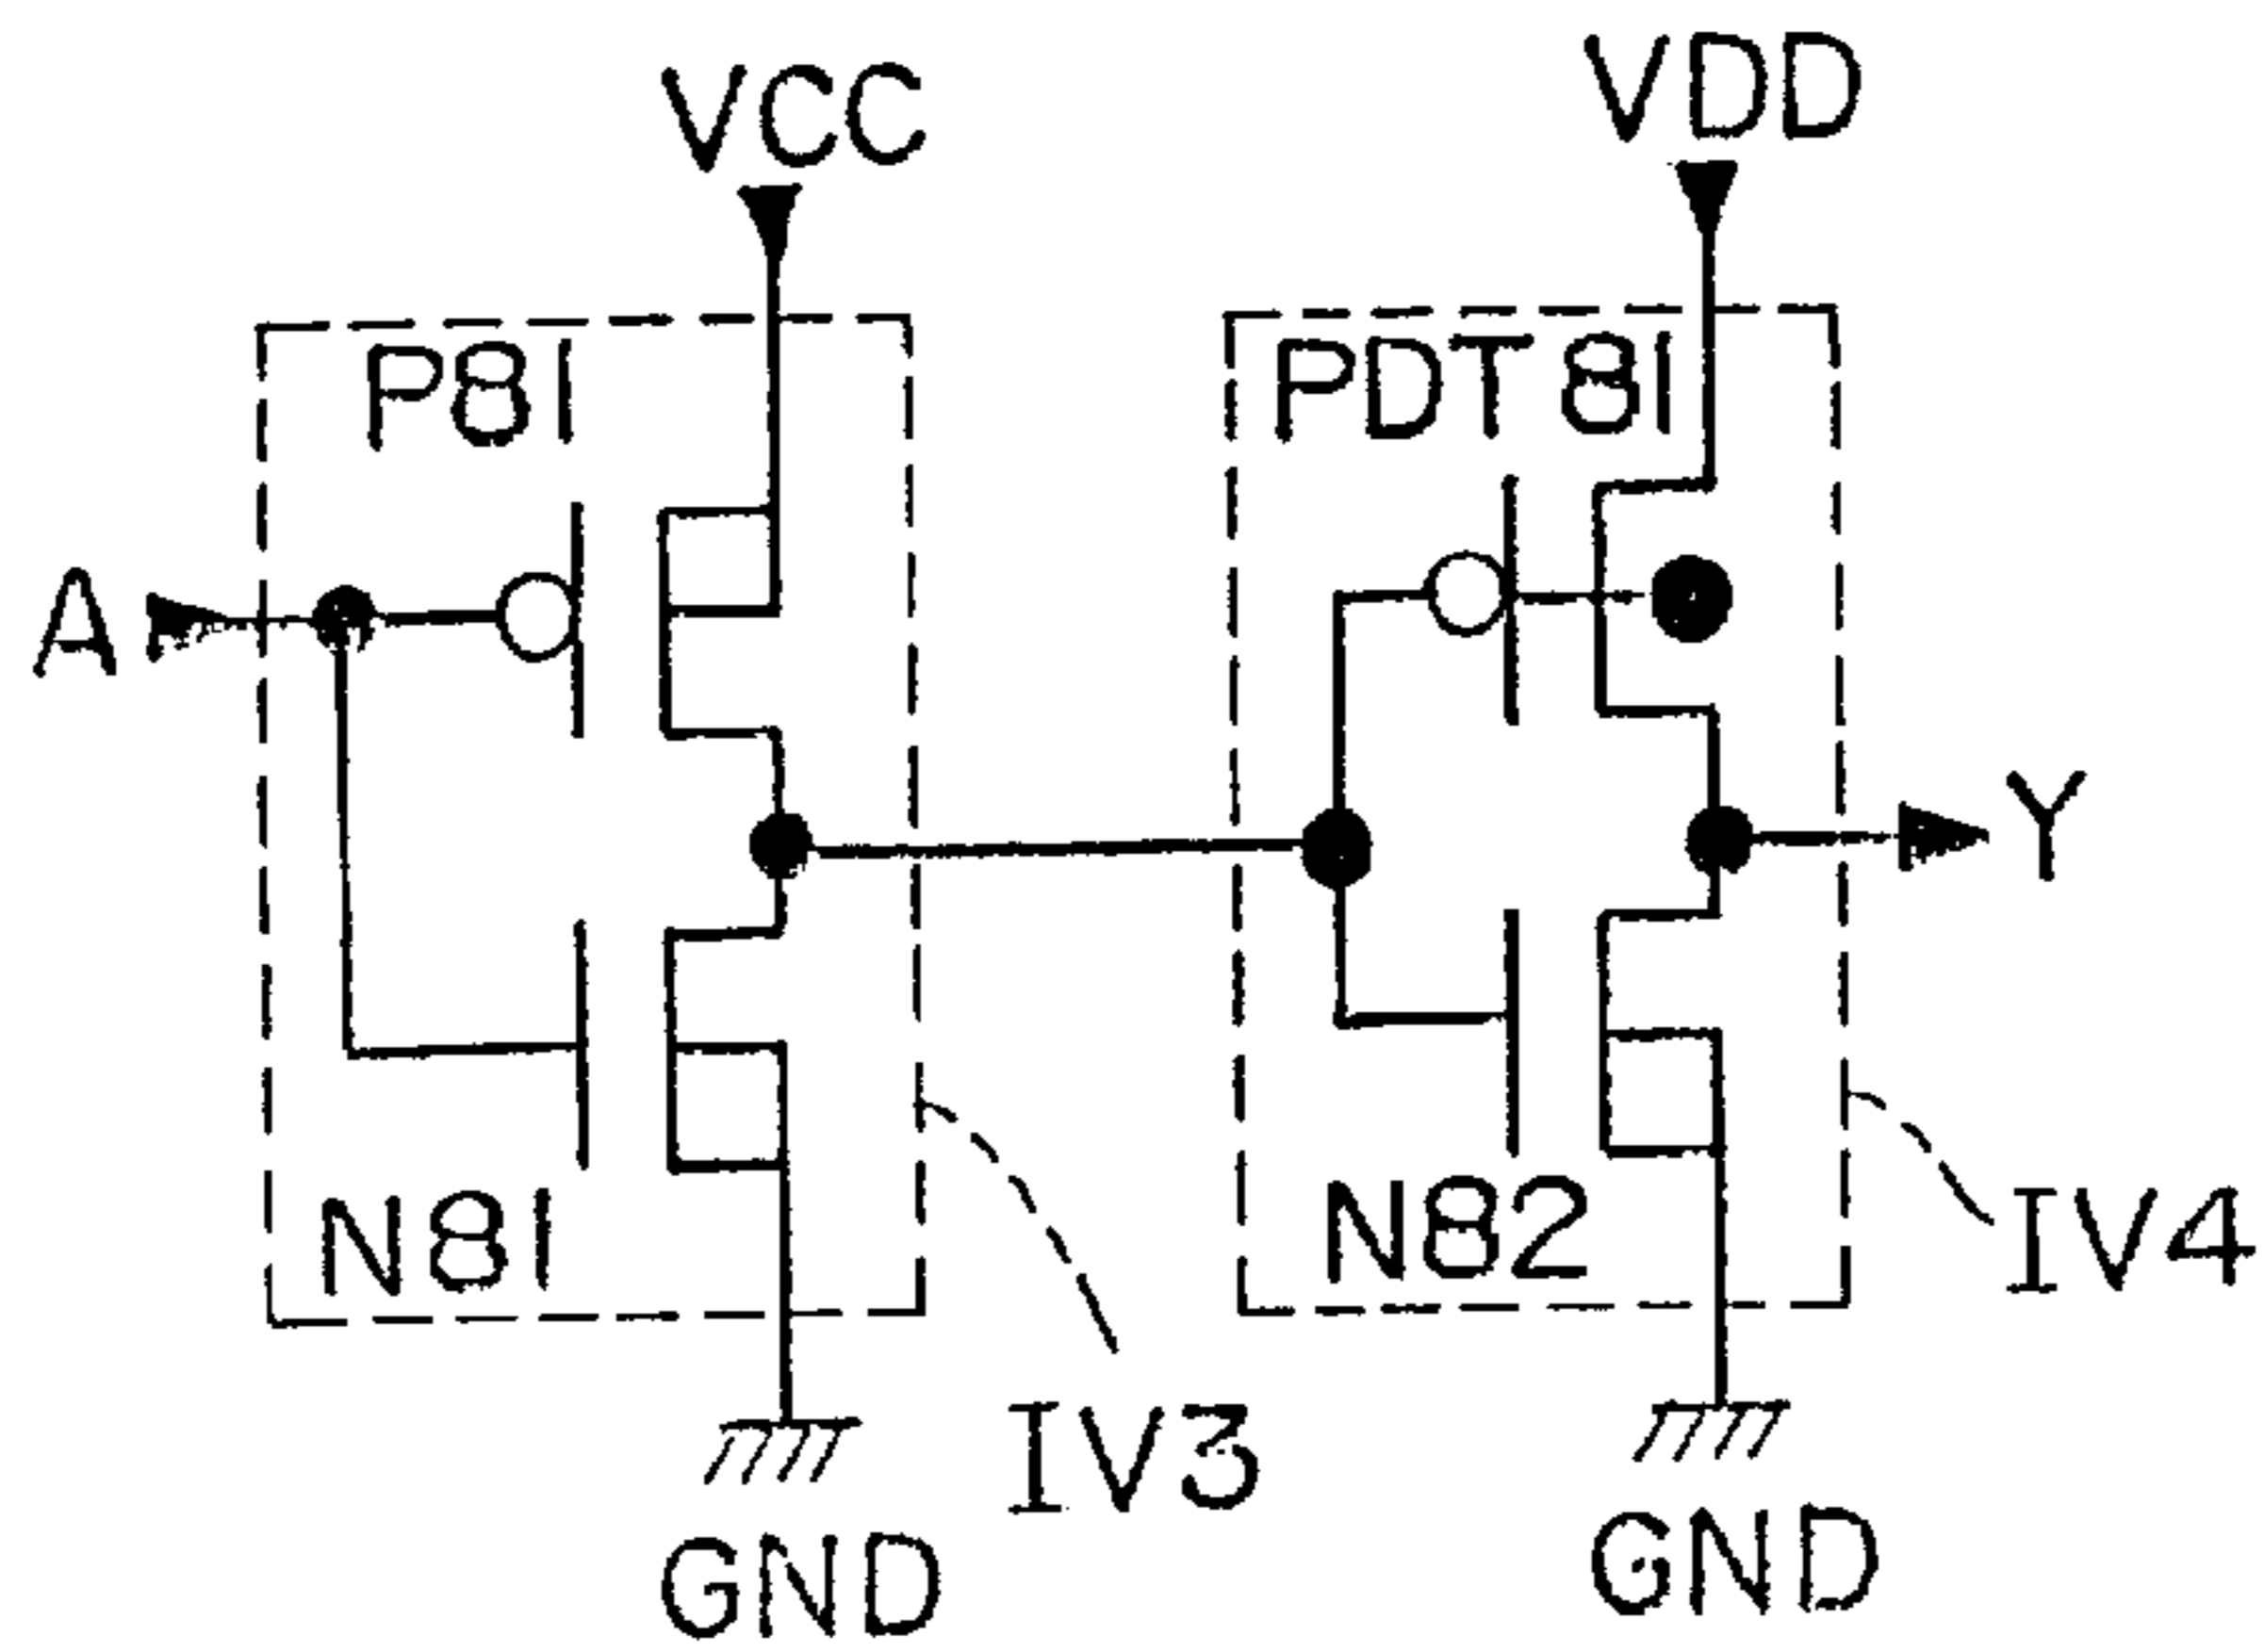 VCC
VDD
P81
PDT81
A
Y
N81
N82
IV4
IV3
GND
GND